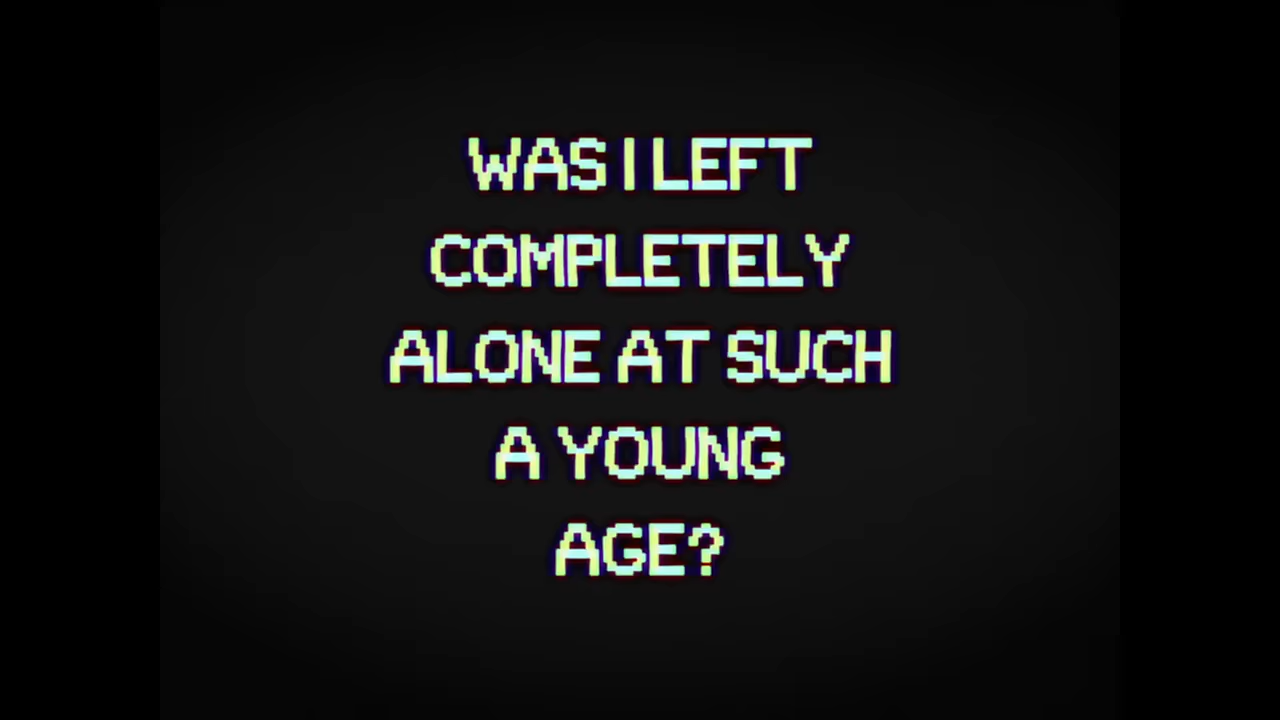 WAS I LEFT
COMPLETELY
ALONE AT SUCH
A YOUNG
AGE?